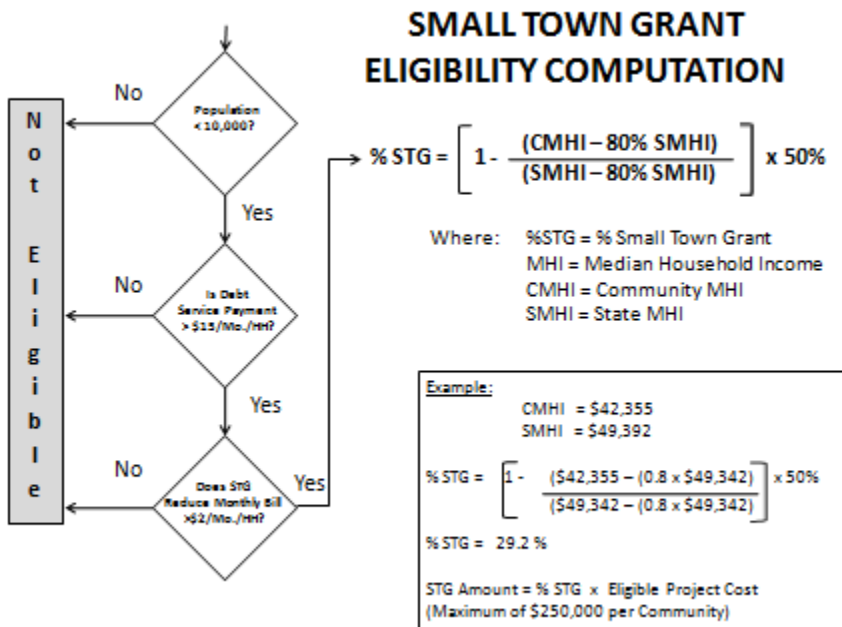 SMALL TOWN GRANT
ELIGIBILITY COMPUTATION
Population
< 10,000?
No
Yes
Is Debt
Service Payment
> $15/Mo./HH?
No
Yes
Does STG
Reduce Monthly Bill
>$2/Mo./HH?
No
Yes
Not Eligible
% STG = [ 1 - (CMHI – 80% SMHI) / (SMHI – 80% SMHI) ] x 50%
Where: %STG = % Small Town Grant
MHI = Median Household Income
CMHI = Community MHI
SMHI = State MHI
Example:
CMHI = $42,355
SMHI = $49,392
% STG = [ 1 - ($42,355 – (0.8 x $49,342) / ($49,342 – (0.8 x $49,342) ] x 50%
% STG = 29.2 %
STG Amount = % STG x Eligible Project Cost
(Maximum of $250,000 per Community)